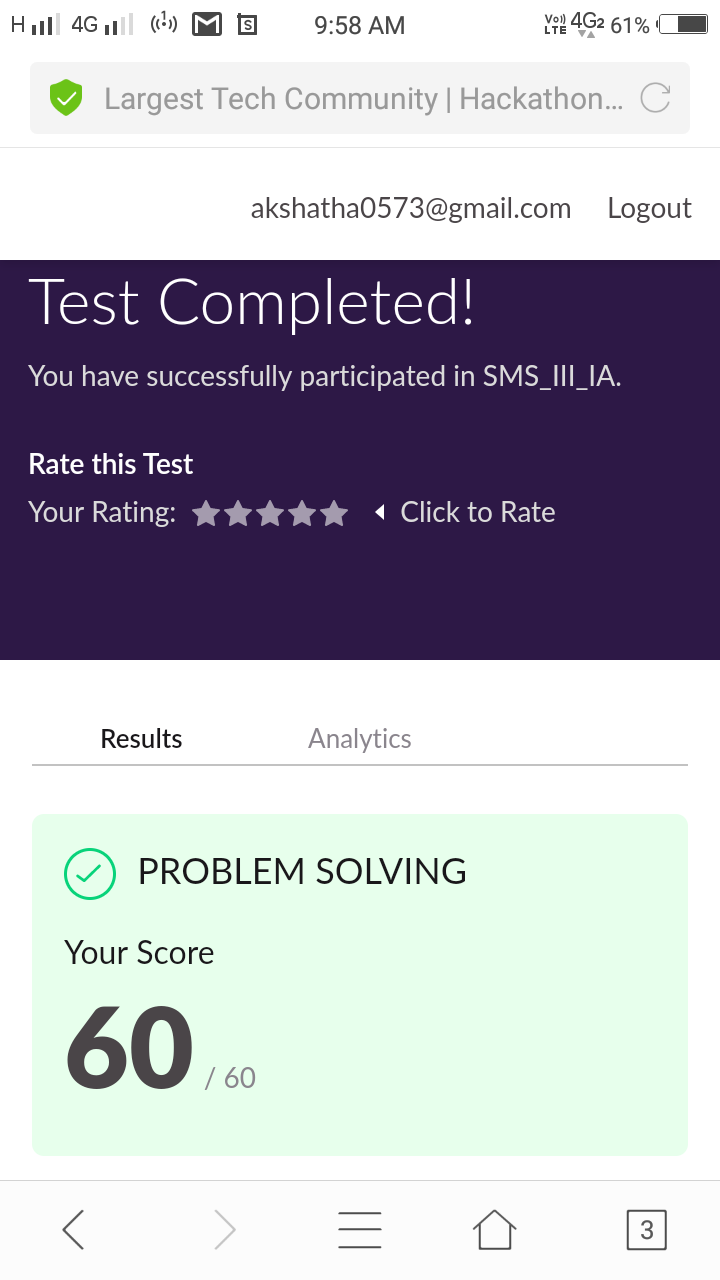 H 4G 9:58 AM VoLTE 4G2 61%
Largest Tech Community | Hackathon...
akshatha0573@gmail.com Logout
Test Completed!
You have successfully participated in SMS_III_IA.
Rate this Test
Your Rating: Click to Rate
Results Analytics
PROBLEM SOLVING
Your Score
60 / 60
3